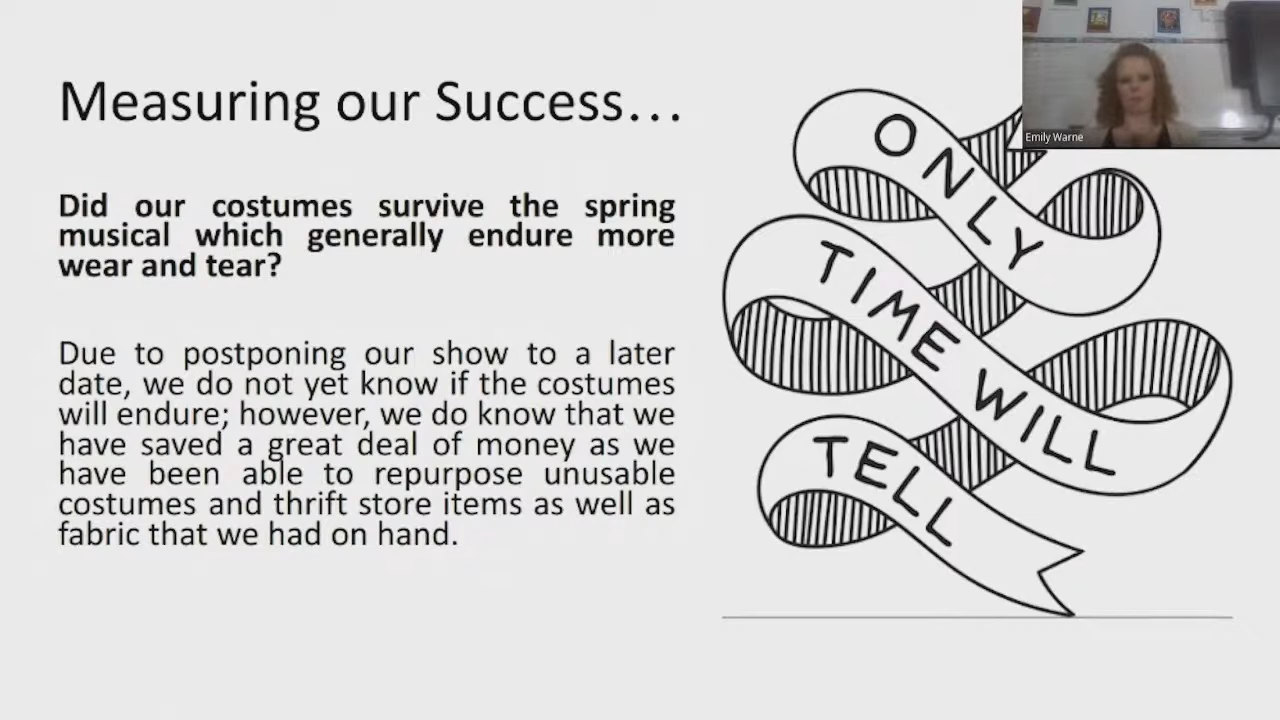 Measuring our Success…
Did our costumes survive the spring
musical which generally endure more
wear and tear?
Due to postponing our show to a later
date, we do not yet know if the costumes
will endure; however, we do know that we
have saved a great deal of money as we
have been able to repurpose unusable
costumes and thrift store items as well as
fabric that we had on hand.
ONLY
TIME WILL
TELL
Emily Warne